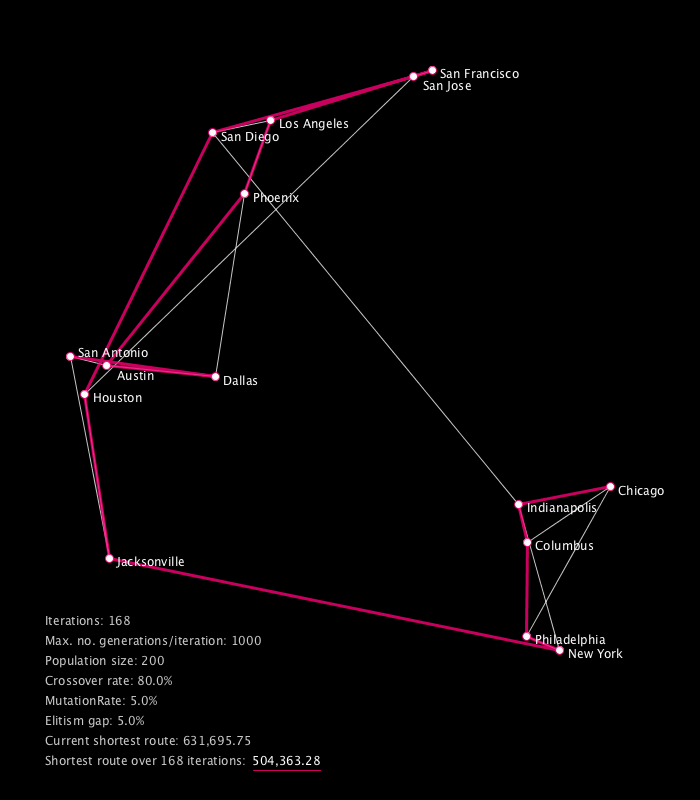 San Francisco
San Jose
Los Angeles
San Diego
Phoenix
San Antonio
Austin
Dallas
Houston
Chicago
Indianapolis
Columbus
Jacksonville
Philadelphia
New York
Iterations: 168
Max. no. generations/iteration: 1000
Population size: 200
Crossover rate: 80.0%
MutationRate: 5.0%
Elitism gap: 5.0%
Current shortest route: 631,695.75
Shortest route over 168 iterations: 504,363.28